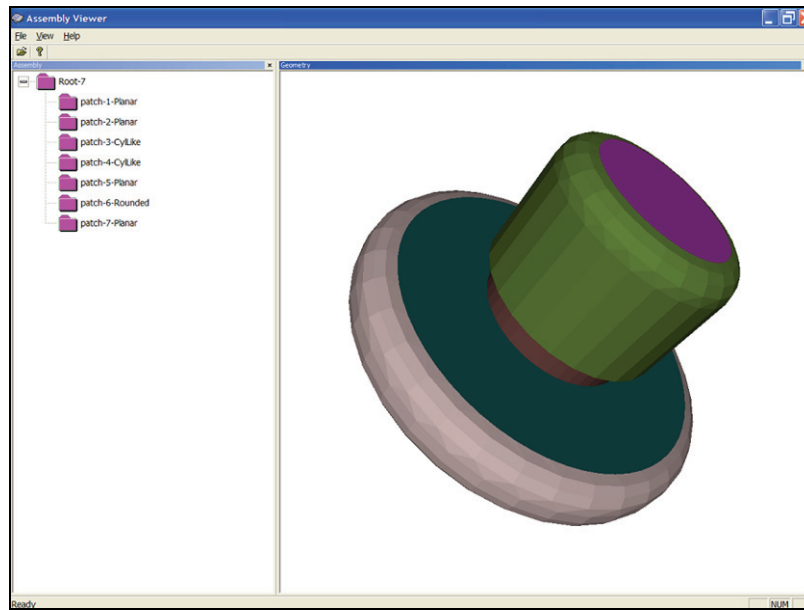 Assembly Viewer
File View Help
Assembly
Geometry
Root-7
patch-1-Planar
patch-2-Planar
patch-3-CylLike
patch-4-CylLike
patch-5-Planar
patch-6-Rounded
patch-7-Planar
Ready
NUM